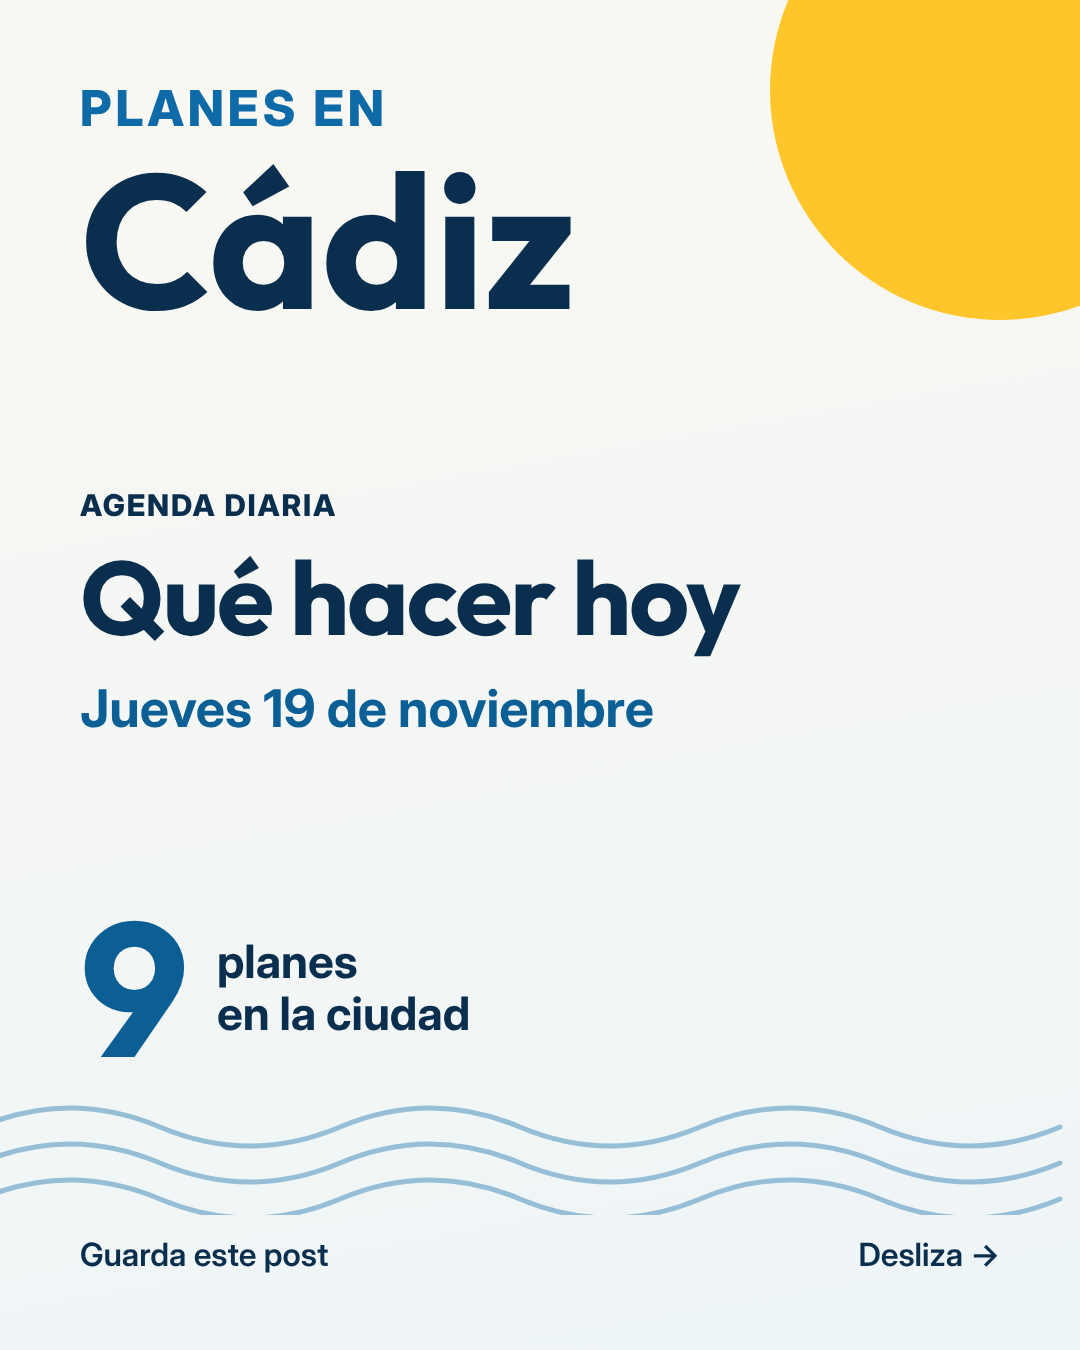 PLANES EN
Cádiz
AGENDA DIARIA
Qué hacer hoy
Jueves 19 de noviembre
9
planes
en la ciudad
Guarda este post
Desliza →